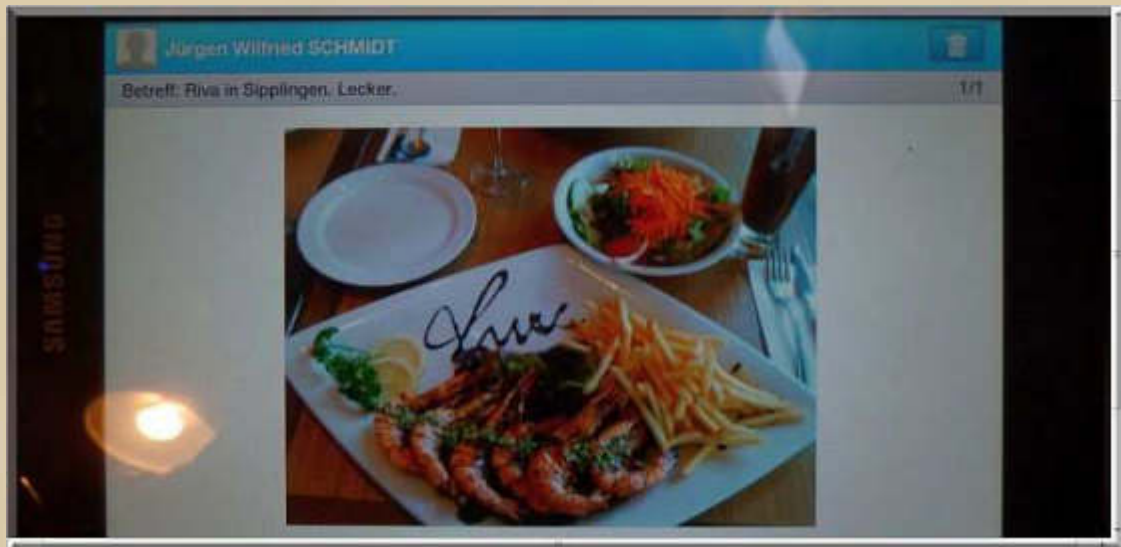 Jürgen Wilfried SCHMIDT
Betreff: Riva in Sipplingen. Lecker.
1/1
SAMSUNG